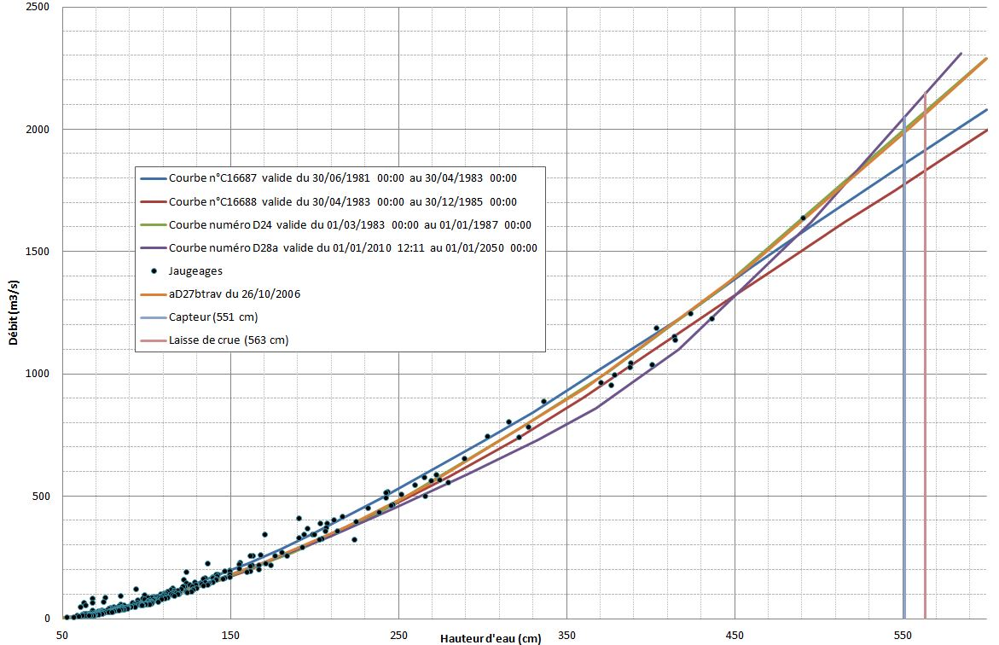 2500
2000
1500
1000
500
0
Débit (m3/s)
Courbe n°C16687 valide du 30/06/1981 00:00 au 30/04/1983 00:00
Courbe n°C16688 valide du 30/04/1983 00:00 au 30/12/1985 00:00
Courbe numéro D24 valide du 01/03/1983 00:00 au 01/01/1987 00:00
Courbe numéro D28a valide du 01/01/2010 12:11 au 01/01/2050 00:00
Jaugeages
aD27btrav du 26/10/2006
Capteur (551 cm)
Laisse de crue (563 cm)
50 150 250 350 450 550
Hauteur d'eau (cm)